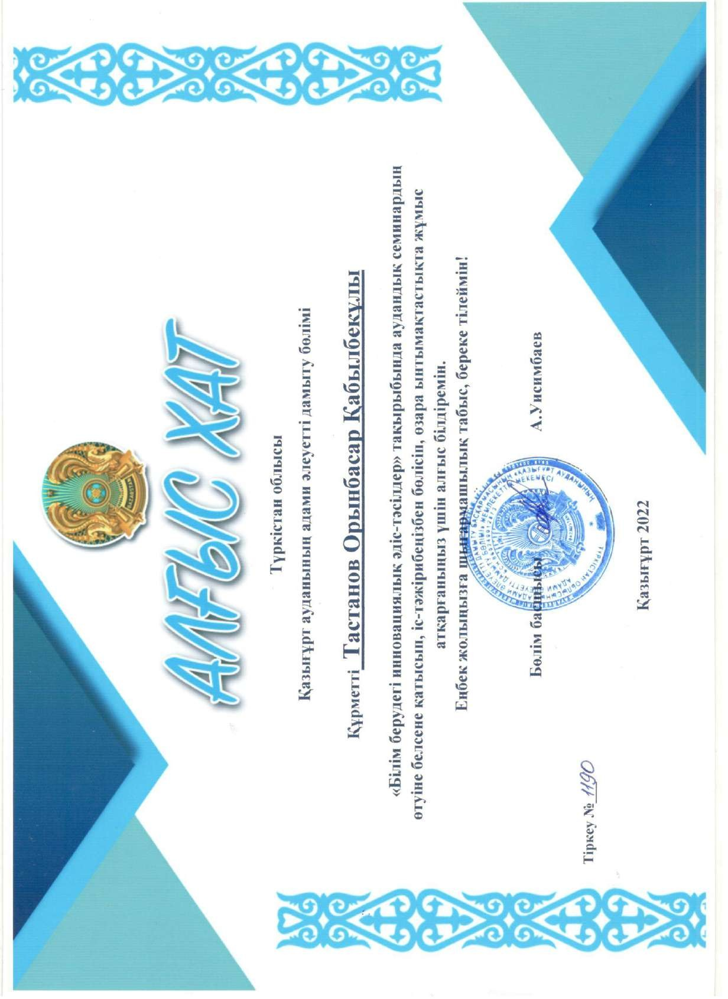 АЛҒЫС ХАТ
Түркістан облысы
Қазығұрт ауданының адами әлеуетті дамыту бөлімі
Құрметті Тастанов Орынбасар Қабылбекұлы
«Білім берудегі инновациялық әдіс-тәсілдер» тақырыбында аудандық семинардың
өтуіне белсене қатысып, іс-тәжірибеңізбен бөлісіп, өзара ынтымақтастықта жұмыс
атқарғаныңыз үшін алғыс білдіремін.
Еңбек жолыңызға шығармашылық табыс, береке тілеймін!
Бөлім басшысы А.Уисимбаев
Тіркеу № 1190
Қазығұрт 2022